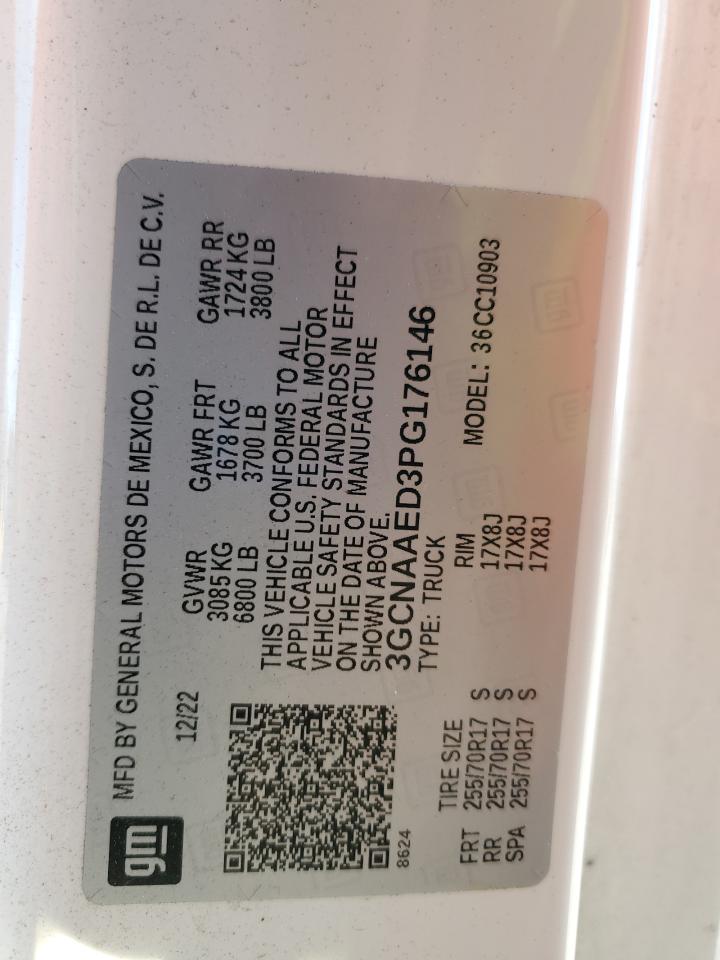 gm
MFD BY GENERAL MOTORS DE MEXICO, S. DE R.L. DE C.V.
12/22
GVWR GAWR FRT GAWR RR
3085 KG 1678 KG 1724 KG
6800 LB 3700 LB 3800 LB
THIS VEHICLE CONFORMS TO ALL
APPLICABLE U.S. FEDERAL MOTOR
VEHICLE SAFETY STANDARDS IN EFFECT
ON THE DATE OF MANUFACTURE
SHOWN ABOVE.
3GCNAAED3PG176146
8624
TYPE: TRUCK MODEL: 36CC10903
TIRE SIZE RIM
FRT 255/70R17 S 17X8J
RR 255/70R17 S 17X8J
SPA 255/70R17 S 17X8J